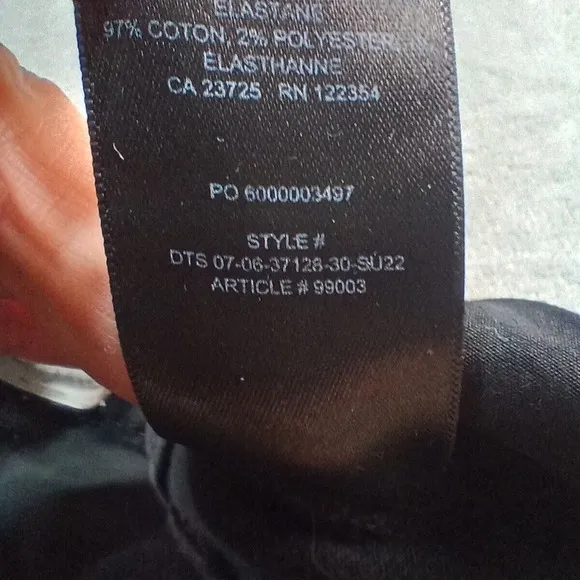 ELASTANE
97% COTON, 2% POLYESTER,
ELASTHANNE
CA 23725 RN 122354
PO 6000003497
STYLE #
DTS 07-06-37128-30-SU22
ARTICLE # 99003